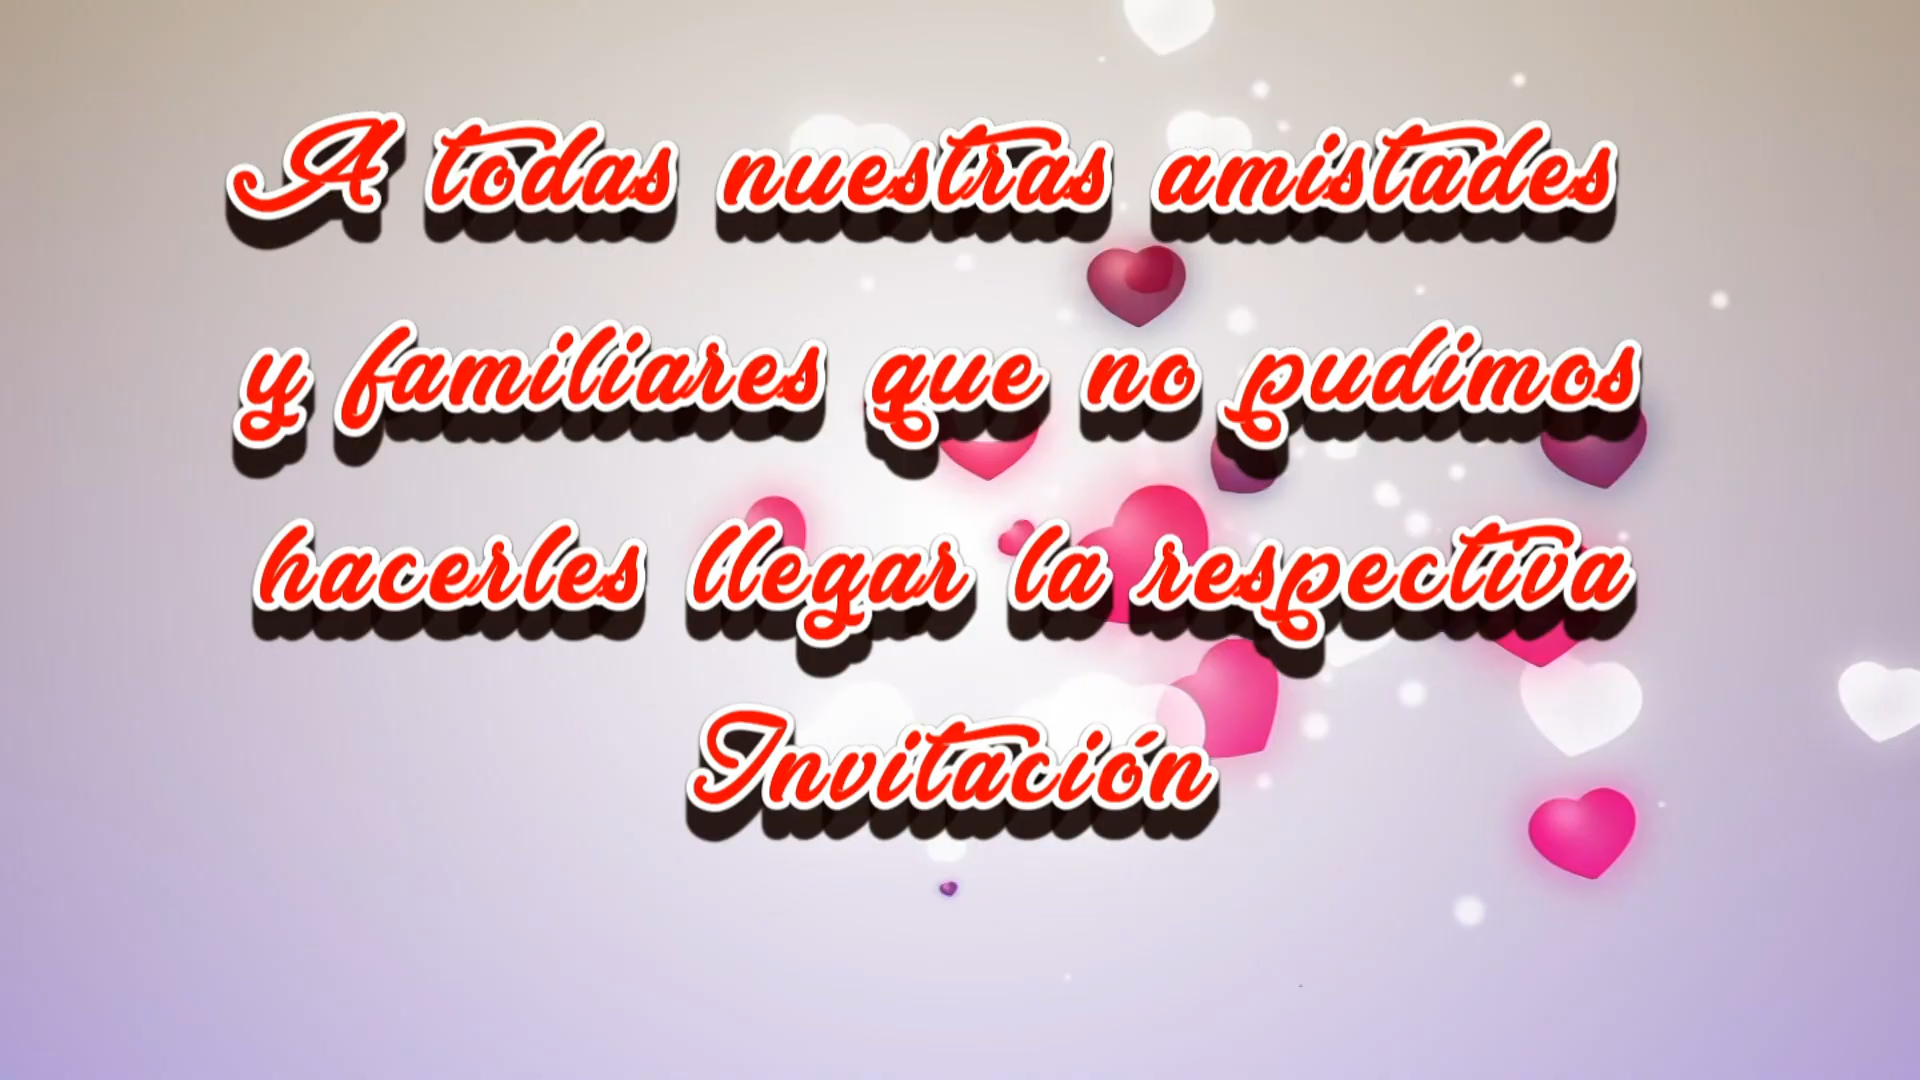 A todas nuestras amistades
y familiares que no pudimos
hacerles llegar la respectiva
Invitación